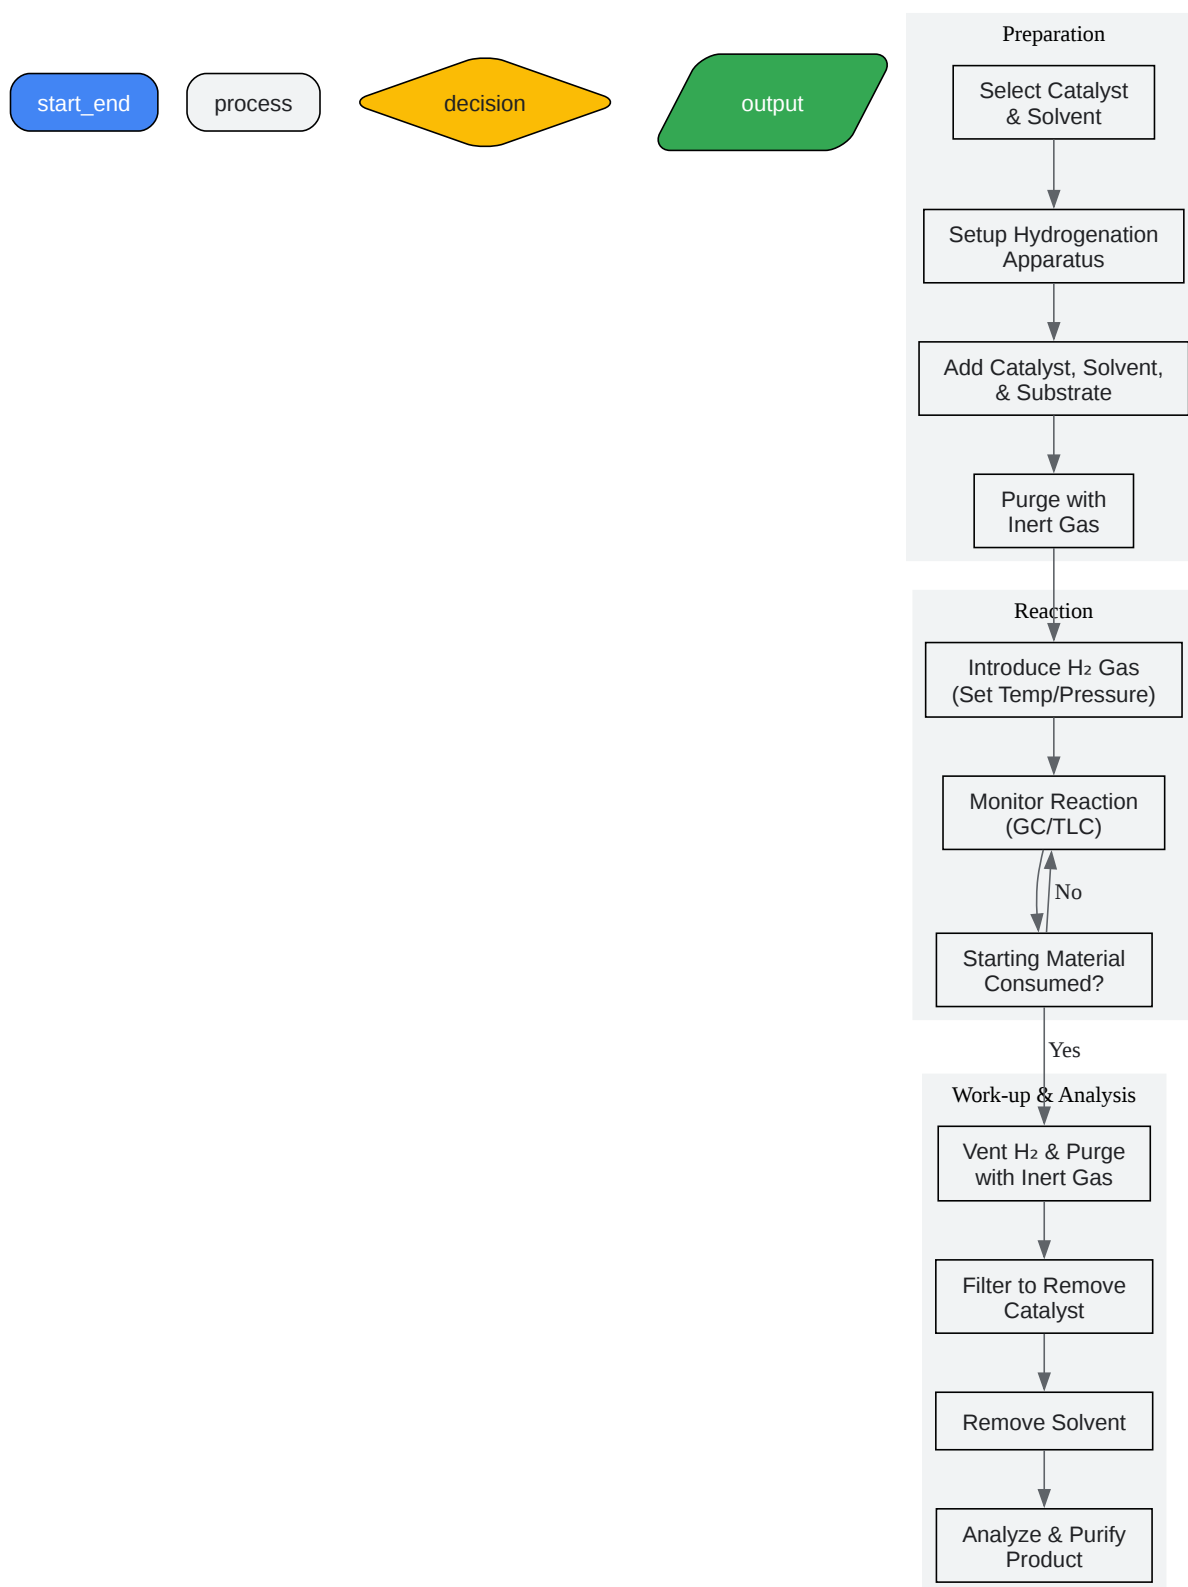 start_end
process
decision
output
Preparation
Select Catalyst
& Solvent
Setup Hydrogenation
Apparatus
Add Catalyst, Solvent,
& Substrate
Purge with
Inert Gas
Reaction
Introduce H₂ Gas
(Set Temp/Pressure)
Monitor Reaction
(GC/TLC)
No
Starting Material
Consumed?
Yes
Work-up & Analysis
Vent H₂ & Purge
with Inert Gas
Filter to Remove
Catalyst
Remove Solvent
Analyze & Purify
Product